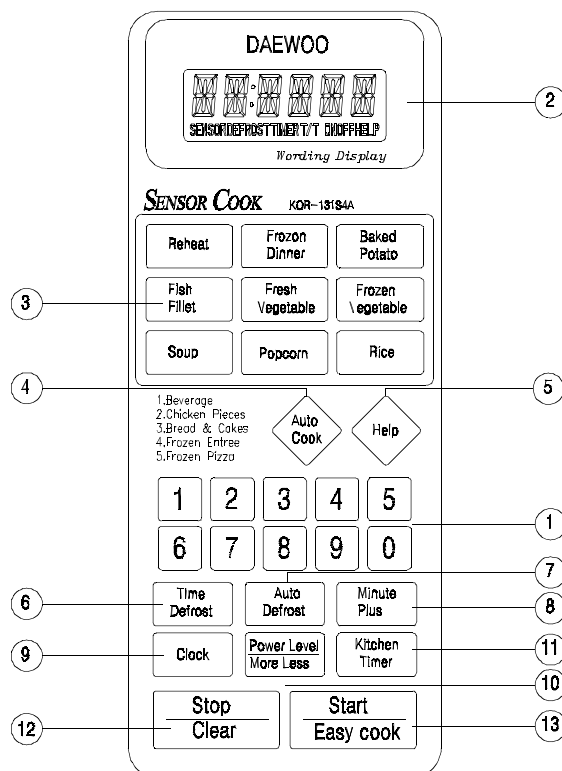 DAEWOO
SENSOR DEFROST TIMER T/T ON OFF HELP
Wording Display
2
SENSOR COOK KOR-131S4A
Reheat
Frozon
Dinner
Baked
Potato
3
Fish
Fillet
Fresh
Vegetable
Frozen
Vegetable
Soup
Popcorn
Rice
4
5
1.Beverage
2.Chicken Pieces
3.Bread & Cakes
4.Frozen Entree
5.Frozen Pizza
Auto
Cook
Help
1 2 3 4 5
1
6 7 8 9 0
7
6
Time
Defrost
Auto
Defrost
Minute
Plus
8
9
Clock
Power Level
More Less
Kitchen
Timer
11
10
12
Stop
Clear
Start
Easy cook
13